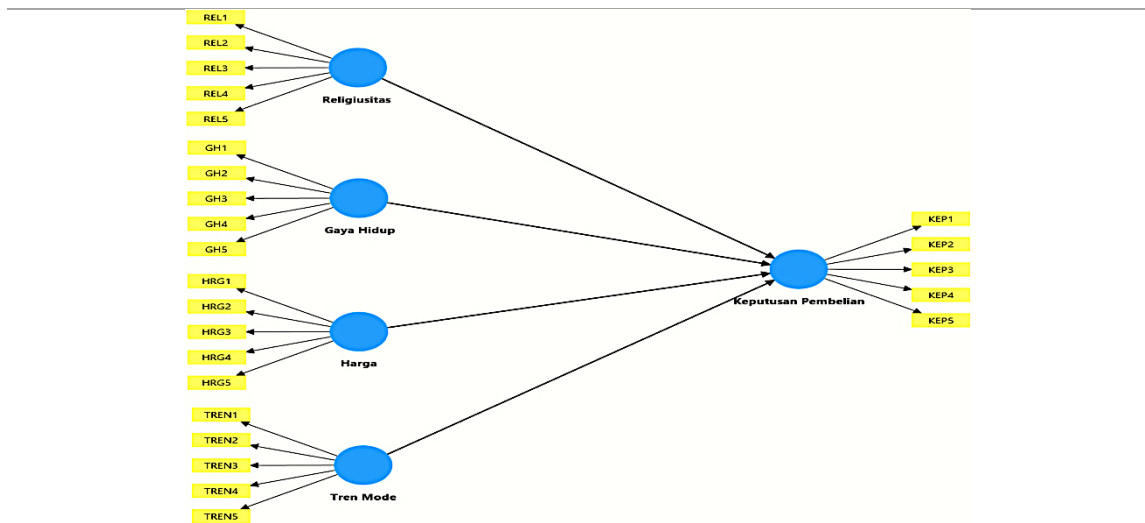 REL1
REL2
REL3
REL4
REL5
Religiusitas
GH1
GH2
GH3
GH4
GH5
Gaya Hidup
HRG1
HRG2
HRG3
HRG4
HRG5
Harga
TREN1
TREN2
TREN3
TREN4
TREN5
Tren Mode
Keputusan Pembelian
KEP1
KEP2
KEP3
KEP4
KEP5